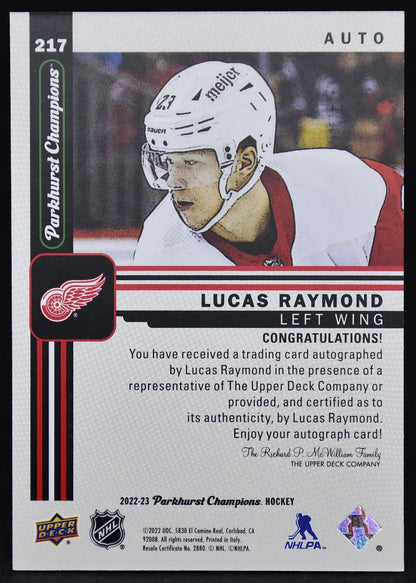 217
AUTO
Parkhurst Champions
meijer
23
BAUER
LUCAS RAYMOND
LEFT WING
CONGRATULATIONS!
You have received a trading card autographed
by Lucas Raymond in the presence of a
representative of The Upper Deck Company or
provided, and certified as to
its authenticity, by Lucas Raymond.
Enjoy your autograph card!
The Richard P. McWilliam Family
THE UPPER DECK COMPANY
2022-23 Parkhurst Champions® HOCKEY
©2022 UDC. 5830 El Camino Real, Carlsbad, CA
92008. All rights reserved. Printed in Italy.
Resale Certificate No. 2880. © NHL. ©NHLPA.
UPPER DECK
NHL
NHLPA™
®